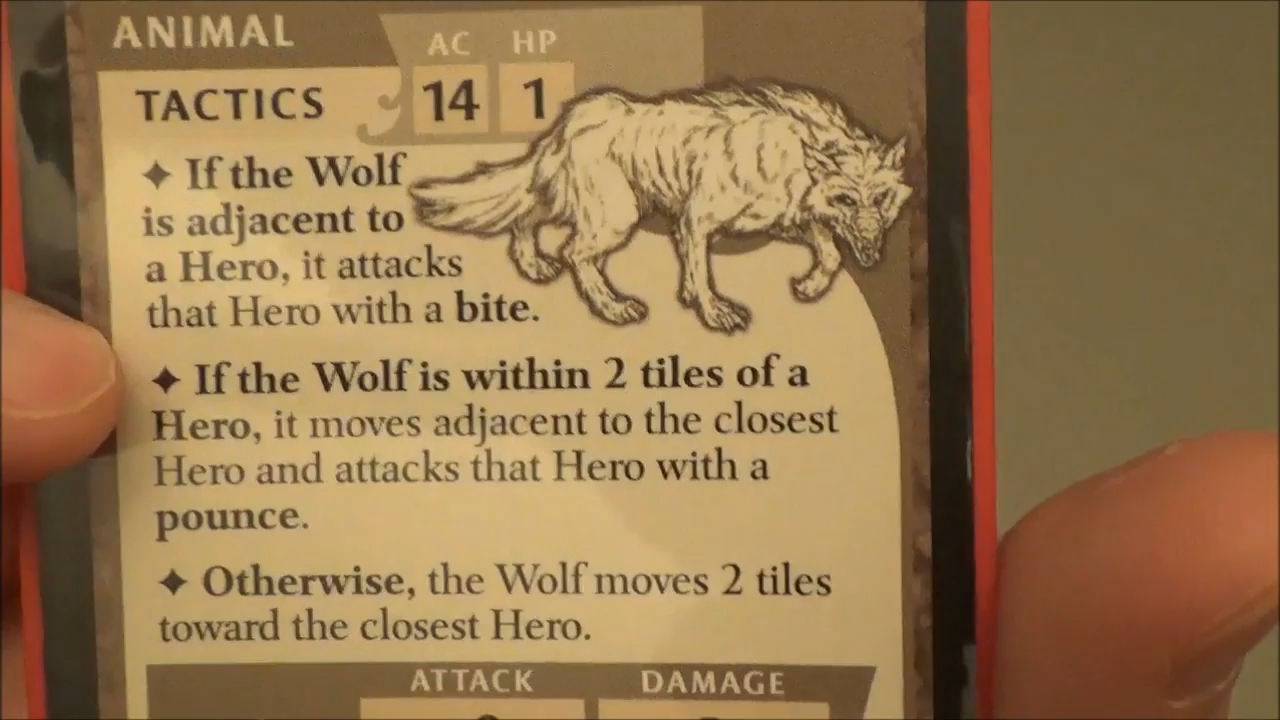 ANIMAL
AC HP
TACTICS 14 1
✦ If the Wolf
is adjacent to
a Hero, it attacks
that Hero with a bite.
✦ If the Wolf is within 2 tiles of a
Hero, it moves adjacent to the closest
Hero and attacks that Hero with a
pounce.
✦ Otherwise, the Wolf moves 2 tiles
toward the closest Hero.
ATTACK DAMAGE